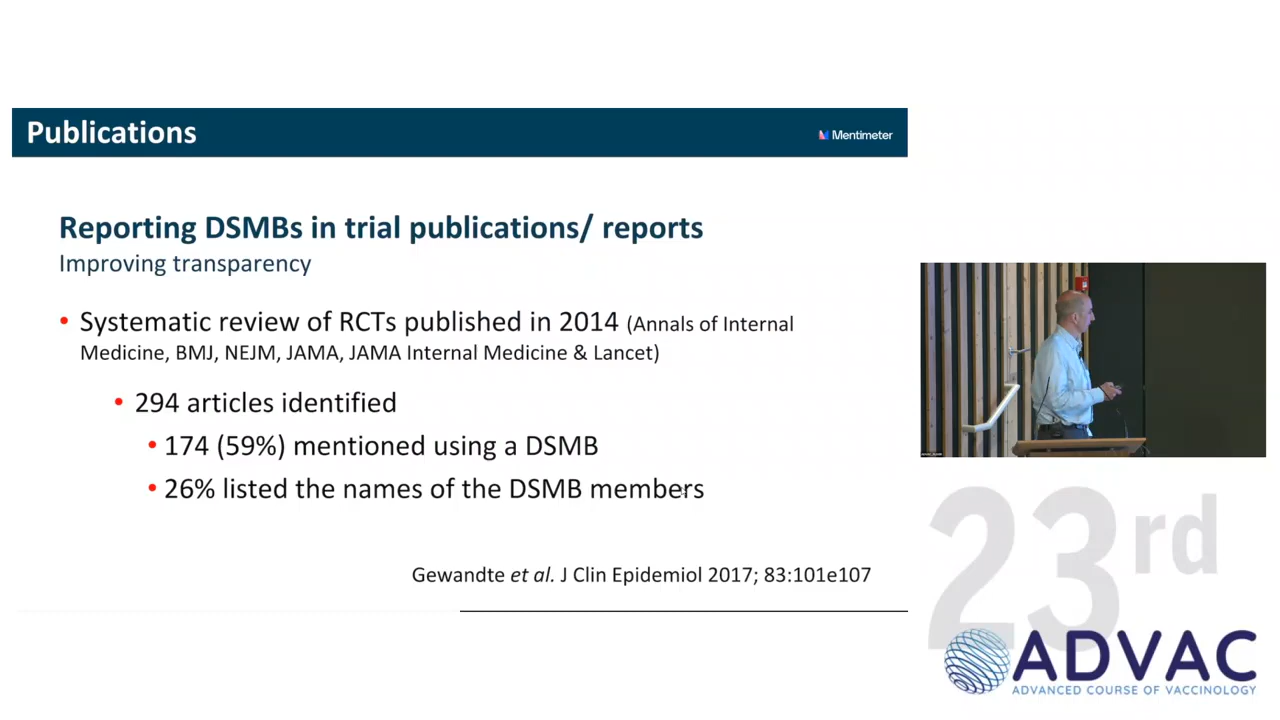 Publications
Mentimeter
Reporting DSMBs in trial publications/ reports
Improving transparency
• Systematic review of RCTs published in 2014 (Annals of Internal
Medicine, BMJ, NEJM, JAMA, JAMA Internal Medicine & Lancet)
• 294 articles identified
• 174 (59%) mentioned using a DSMB
• 26% listed the names of the DSMB members
Gewandte et al. J Clin Epidemiol 2017; 83:101e107
23rd
ADVAC
ADVANCED COURSE OF VACCINOLOGY